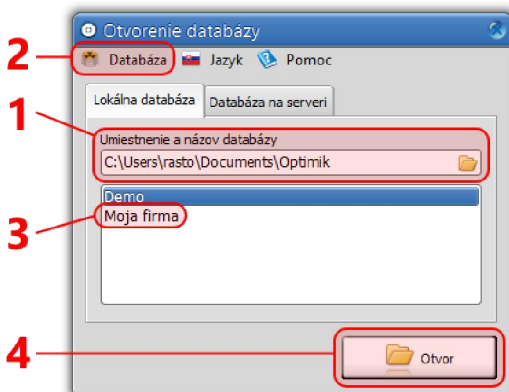 Otvorenie databázy
2
Databáza Jazyk Pomoc
Lokálna databáza Databáza na serveri
1
Umiestnenie a názov databázy
C:\Users\rasto\Documents\Optimik
Demo
Moja firma
3
4
Otvor